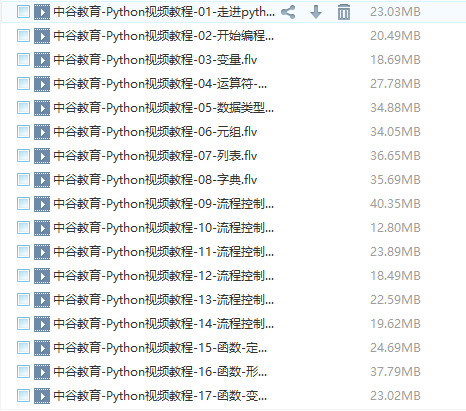 中谷教育-Python视频教程-01-走进pyth... 23.03MB
中谷教育-Python视频教程-02-开始编程... 20.49MB
中谷教育-Python视频教程-03-变量.flv 18.69MB
中谷教育-Python视频教程-04-运算符-... 27.78MB
中谷教育-Python视频教程-05-数据类型... 34.88MB
中谷教育-Python视频教程-06-元组.flv 34.05MB
中谷教育-Python视频教程-07-列表.flv 36.65MB
中谷教育-Python视频教程-08-字典.flv 35.69MB
中谷教育-Python视频教程-09-流程控制... 40.35MB
中谷教育-Python视频教程-10-流程控制... 12.80MB
中谷教育-Python视频教程-11-流程控制... 23.89MB
中谷教育-Python视频教程-12-流程控制... 18.49MB
中谷教育-Python视频教程-13-流程控制... 22.59MB
中谷教育-Python视频教程-14-流程控制... 19.62MB
中谷教育-Python视频教程-15-函数-定... 24.69MB
中谷教育-Python视频教程-16-函数-形... 37.79MB
中谷教育-Python视频教程-17-函数-变... 23.02MB